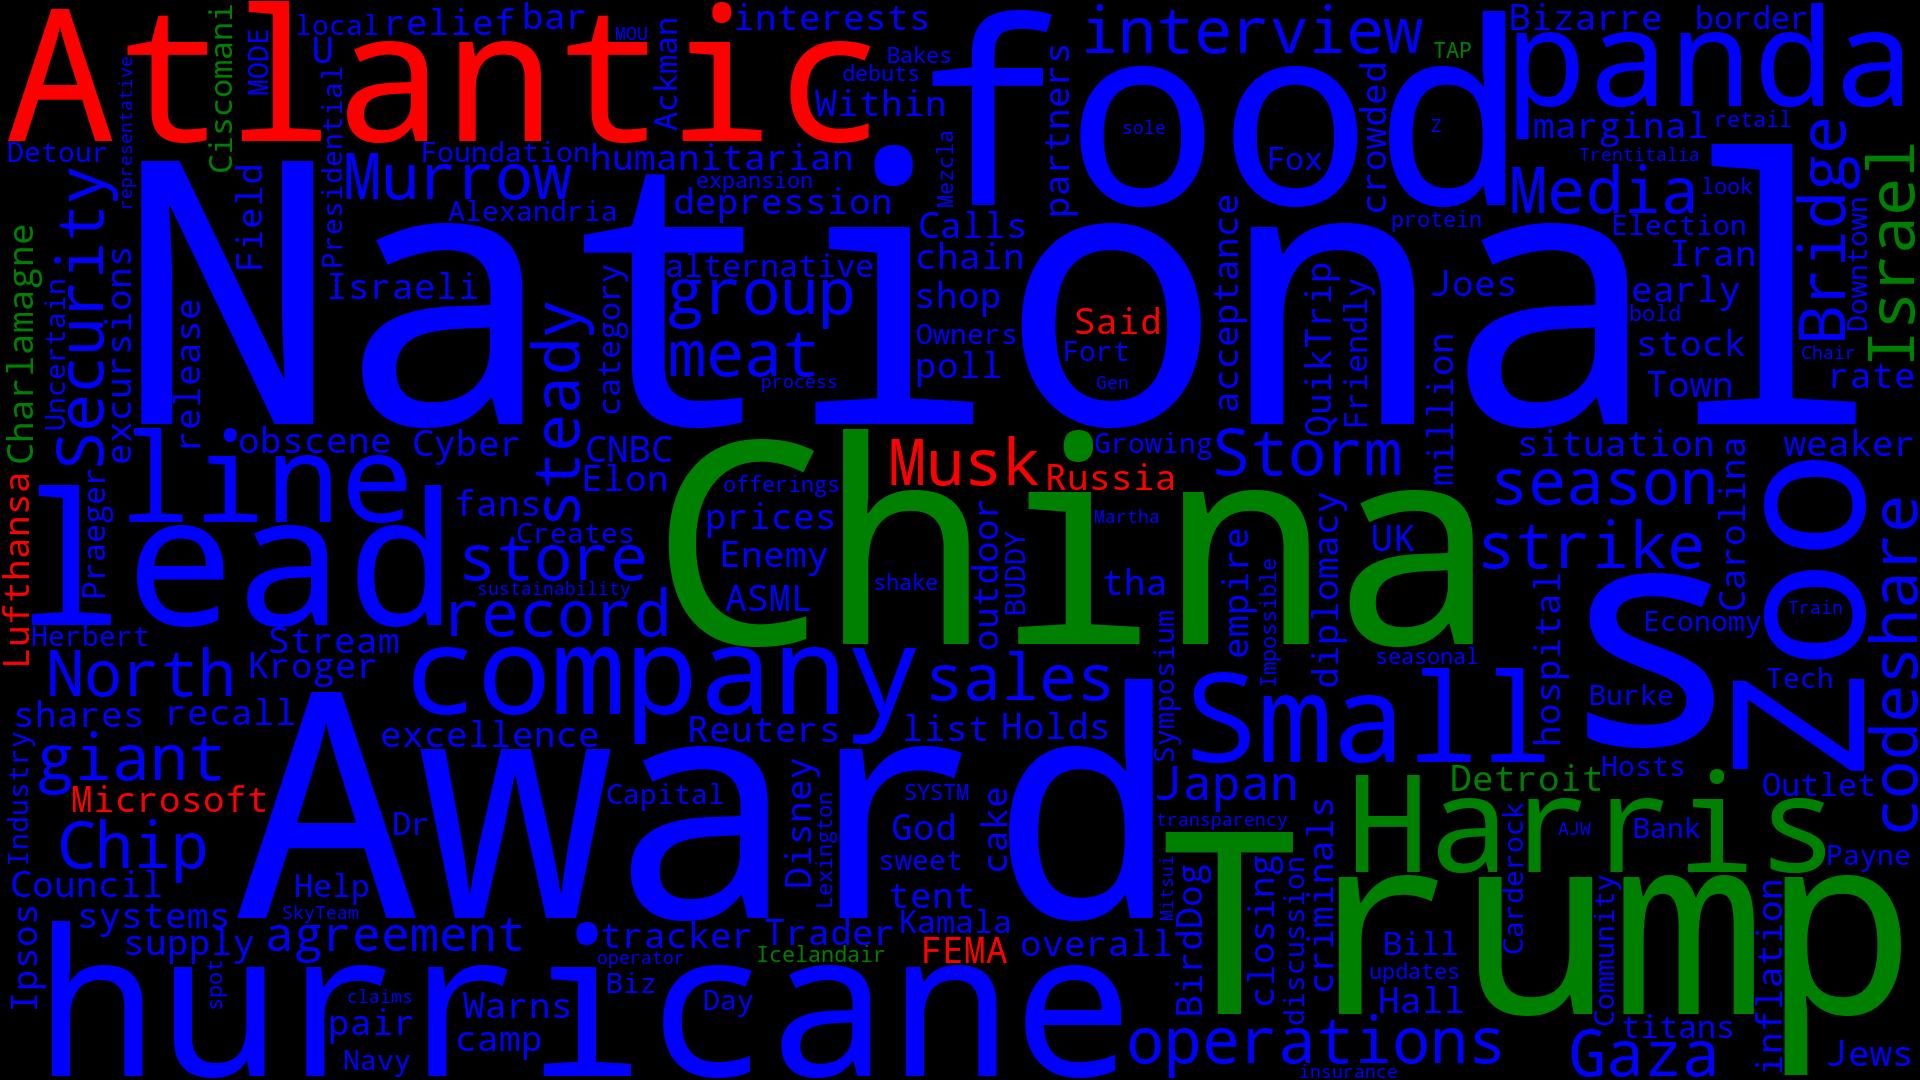 Atlantic
food
panda
National
China
Award
Trump
Harris
hurricane
lead
line
company
zoo
s
Small
Israel
Bridge
Security
codeshare
interview
Media
Murrow
group
meat
steady
store
record
sales
North
giant
Chip
agreement
operations
Gaza
Japan
Storm
season
strike
Musk
Russia
Said
FEMA
Microsoft
Lufthansa
Charlamagne
Ciscomani
Detroit
Icelandair
TAP
local
relief
bar
MOU
interests
Bizarre
border
U
MODE
Ackman
Bakes
debuts
Within
partners
crowded
sole
Z
Fox
marginal
retail
Trentitalia
look
Detour
representative
Presidential
Foundation
humanitarian
expansion
depression
Mezcla
Alexandria
Field
Calls
chain
protein
Election
Iran
Downtown
Israeli
alternative
category
shop
Owners
poll
Fort
Gen
process
acceptance
QuikTrip
Friendly
Joes
early
bold
stock
Town
Chair
rate
Uncertain
excursions
release
obscene
Cyber
CNBC
Elon
Growing
million
situation
weaker
fans
Creates
offerings
prices
Enemy
ASML
shake
outdoor
BUDDY
Martha
tha
empire
Impossible
diplomacy
UK
Carolina
Economy
Train
Praeger
sustainability
Herbert
Stream
Kroger
shares
recall
excellence
Reuters
list
Holds
Symposium
seasonal
hospital
Burke
Tech
Hosts
Outlet
Industry
Council
systems
supply
Ipsos
Help
SkyTeam
Dr
Capital
Disney
Lexington
SYSTM
God
sweet
tent
cake
Kamala
transparency
Mitsui
BirdDog
closing
discussion
criminals
Carderock
AJW
Bank
Payne
tracker
Trader
operator
overall
Biz
Day
spot
claims
pair
Navy
Warns
camp
Bill
updates
Hall
Community
titans
inflation
Jews
insurance